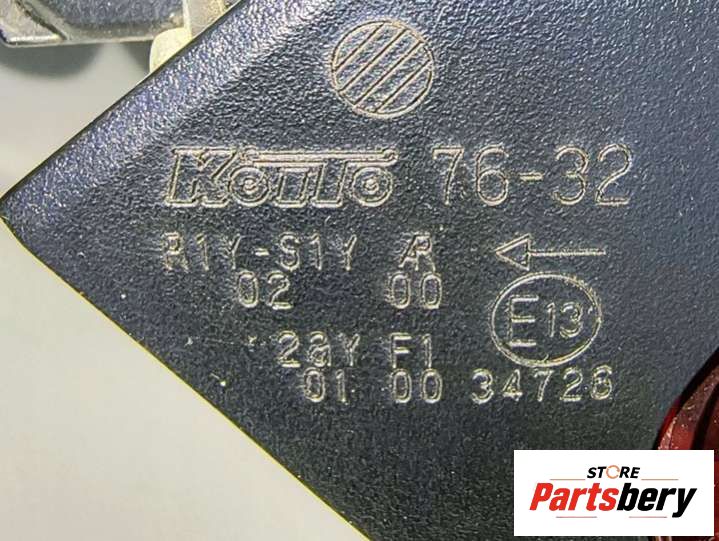 Koito 76-32
R1Y-S1Y AR ←
02 00
E13
2aY F1
01 00 34726
STORE
Partsbery